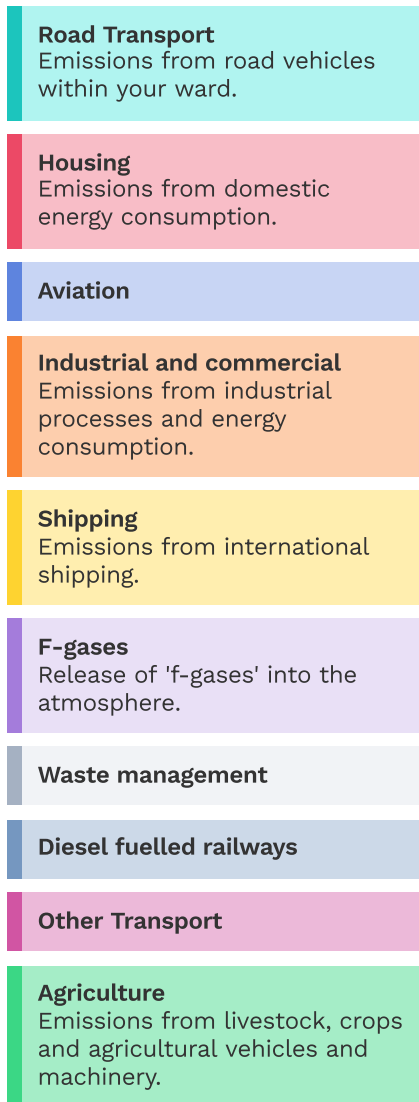 Road Transport
Emissions from road vehicles
within your ward.
Housing
Emissions from domestic
energy consumption.
Aviation
Industrial and commercial
Emissions from industrial
processes and energy
consumption.
Shipping
Emissions from international
shipping.
F-gases
Release of 'f-gases' into the
atmosphere.
Waste management
Diesel fuelled railways
Other Transport
Agriculture
Emissions from livestock, crops
and agricultural vehicles and
machinery.